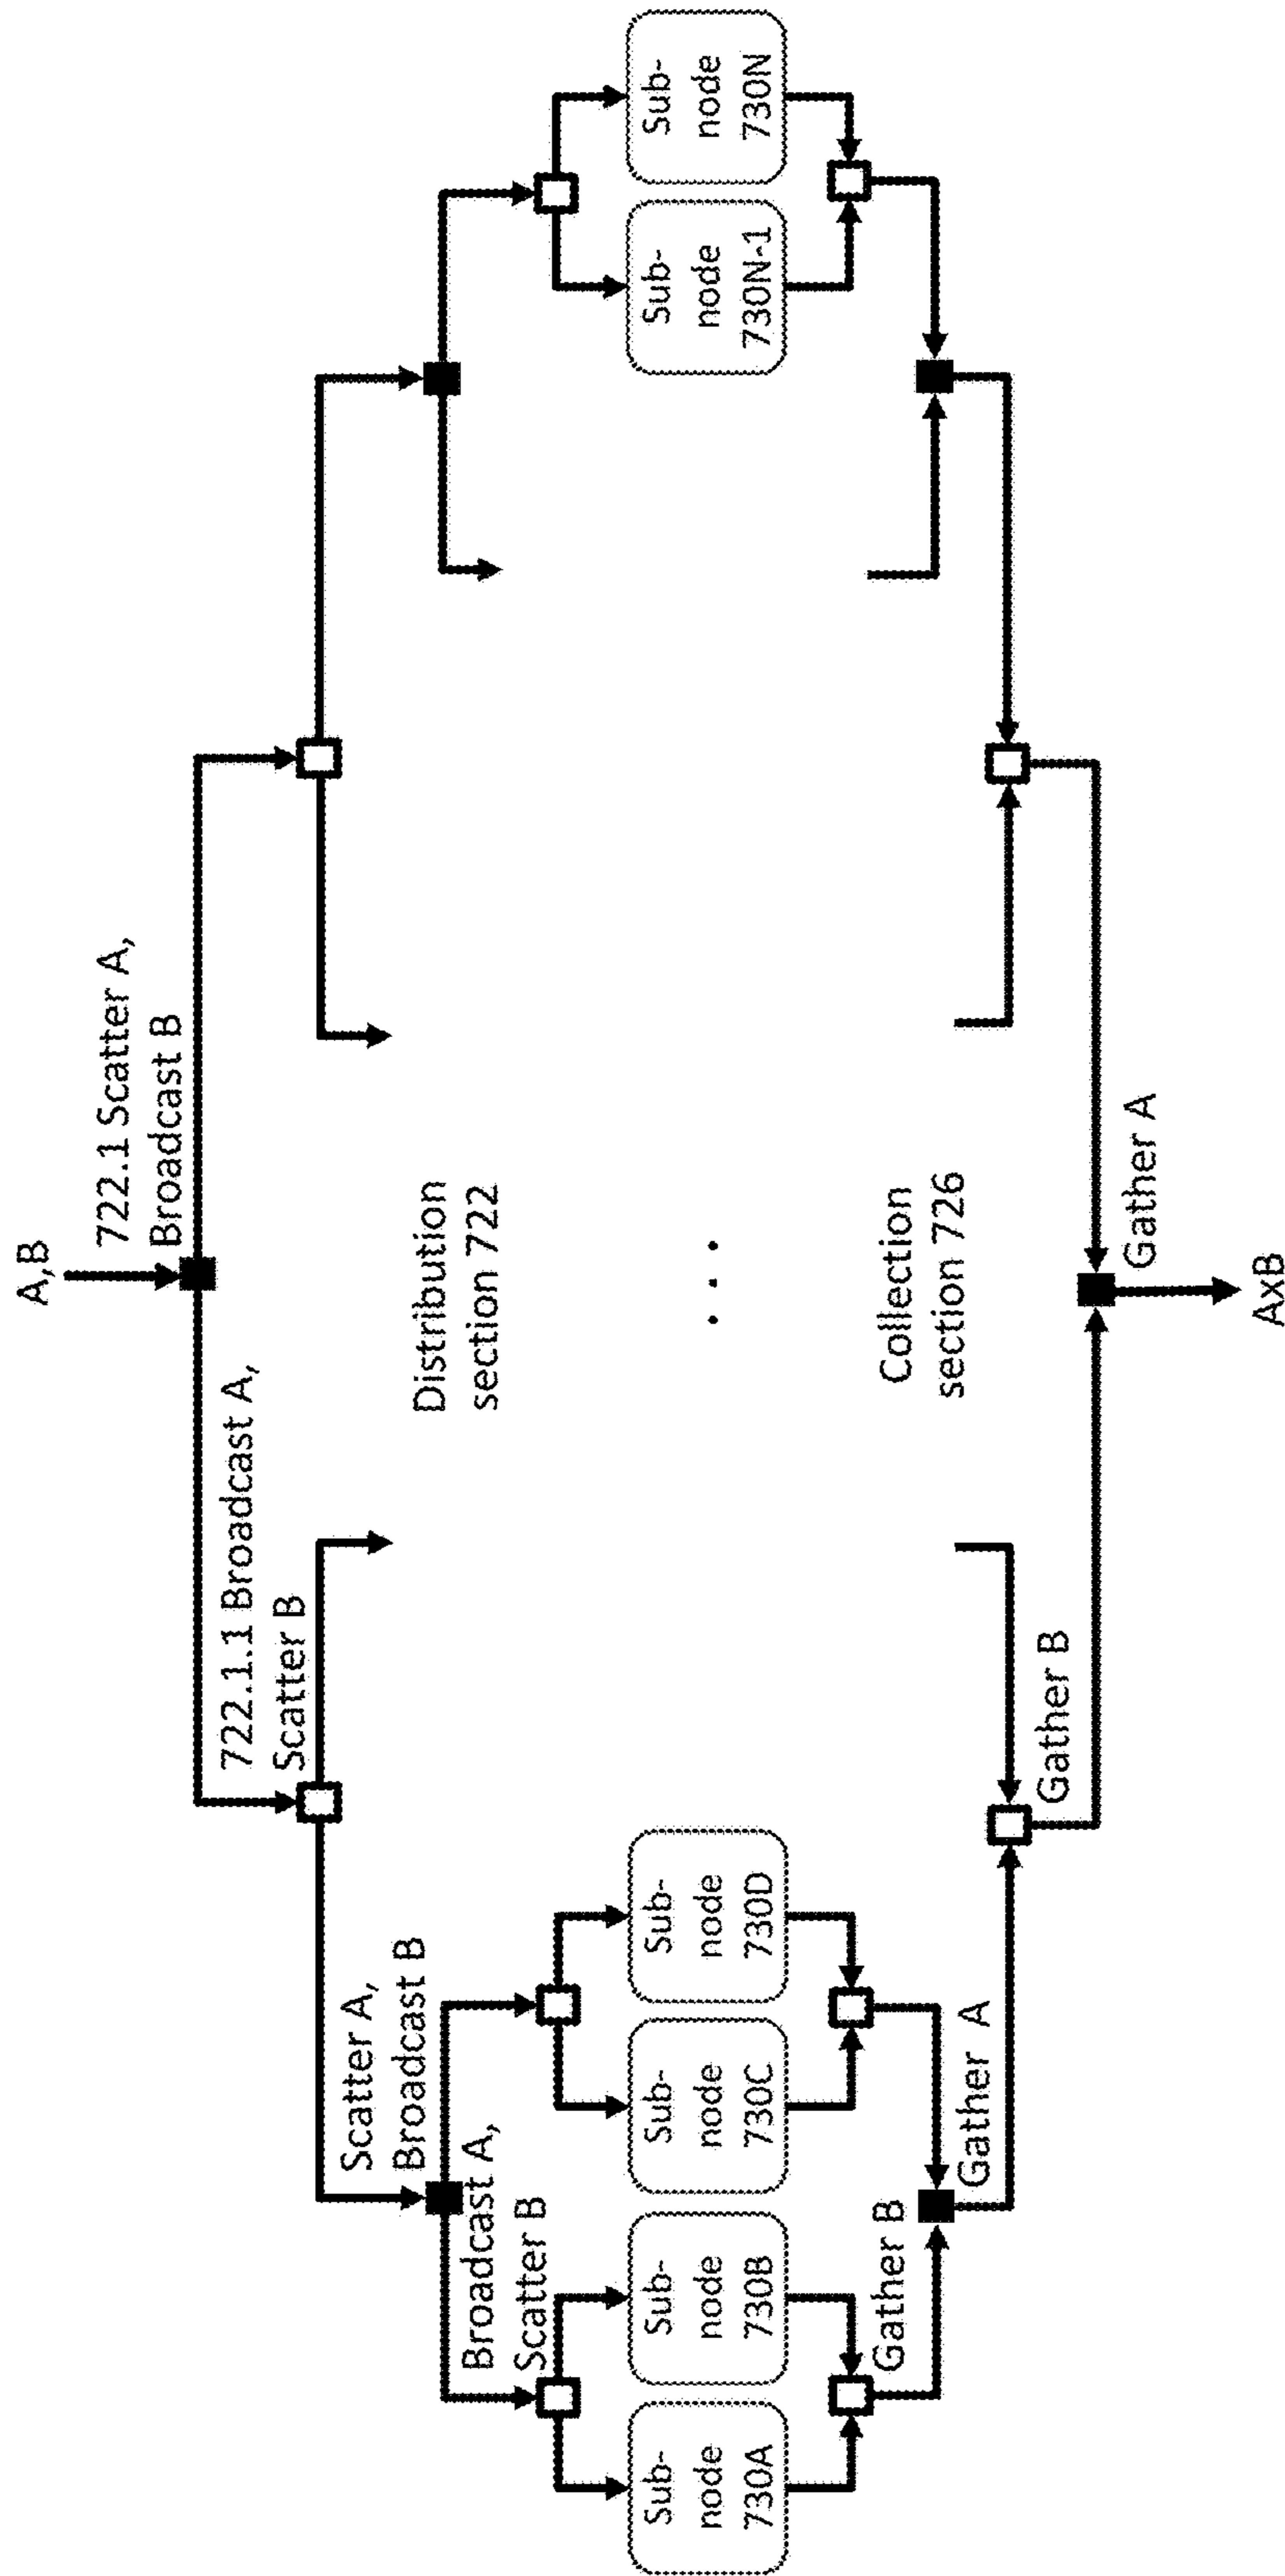 A,B
722.1 Scatter A,
Broadcast B
722.1.1 Broadcast A,
Scatter B
Scatter A,
Broadcast B
Broadcast A,
Scatter B
Distribution
section 722
Sub-
node
730A
Sub-
node
730B
Sub-
node
730C
Sub-
node
730D
. . .
Sub-
node
730N-1
Sub-
node
730N
Collection
section 726
Gather B
Gather A
Gather B
Gather A
AxB